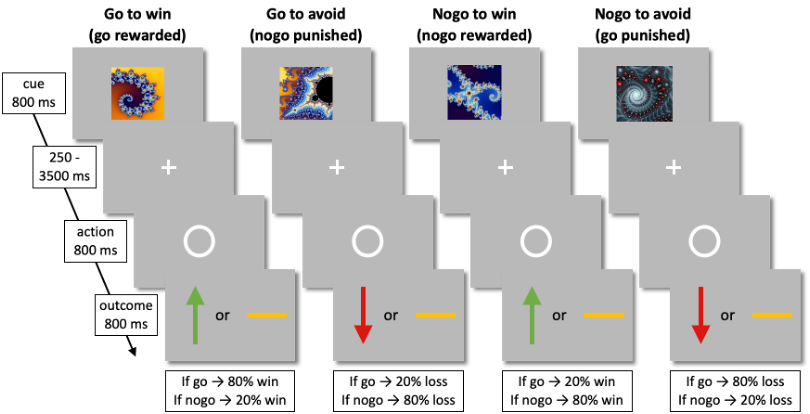 Go to win
(go rewarded)
Go to avoid
(nogo punished)
Nogo to win
(nogo rewarded)
Nogo to avoid
(go punished)
cue
800 ms
250 -
3500 ms
action
800 ms
outcome
800 ms
or
or
or
or
If go → 80% win
If nogo → 20% win
If go → 20% loss
If nogo → 80% loss
If go → 20% win
If nogo → 80% win
If go → 80% loss
If nogo → 20% loss